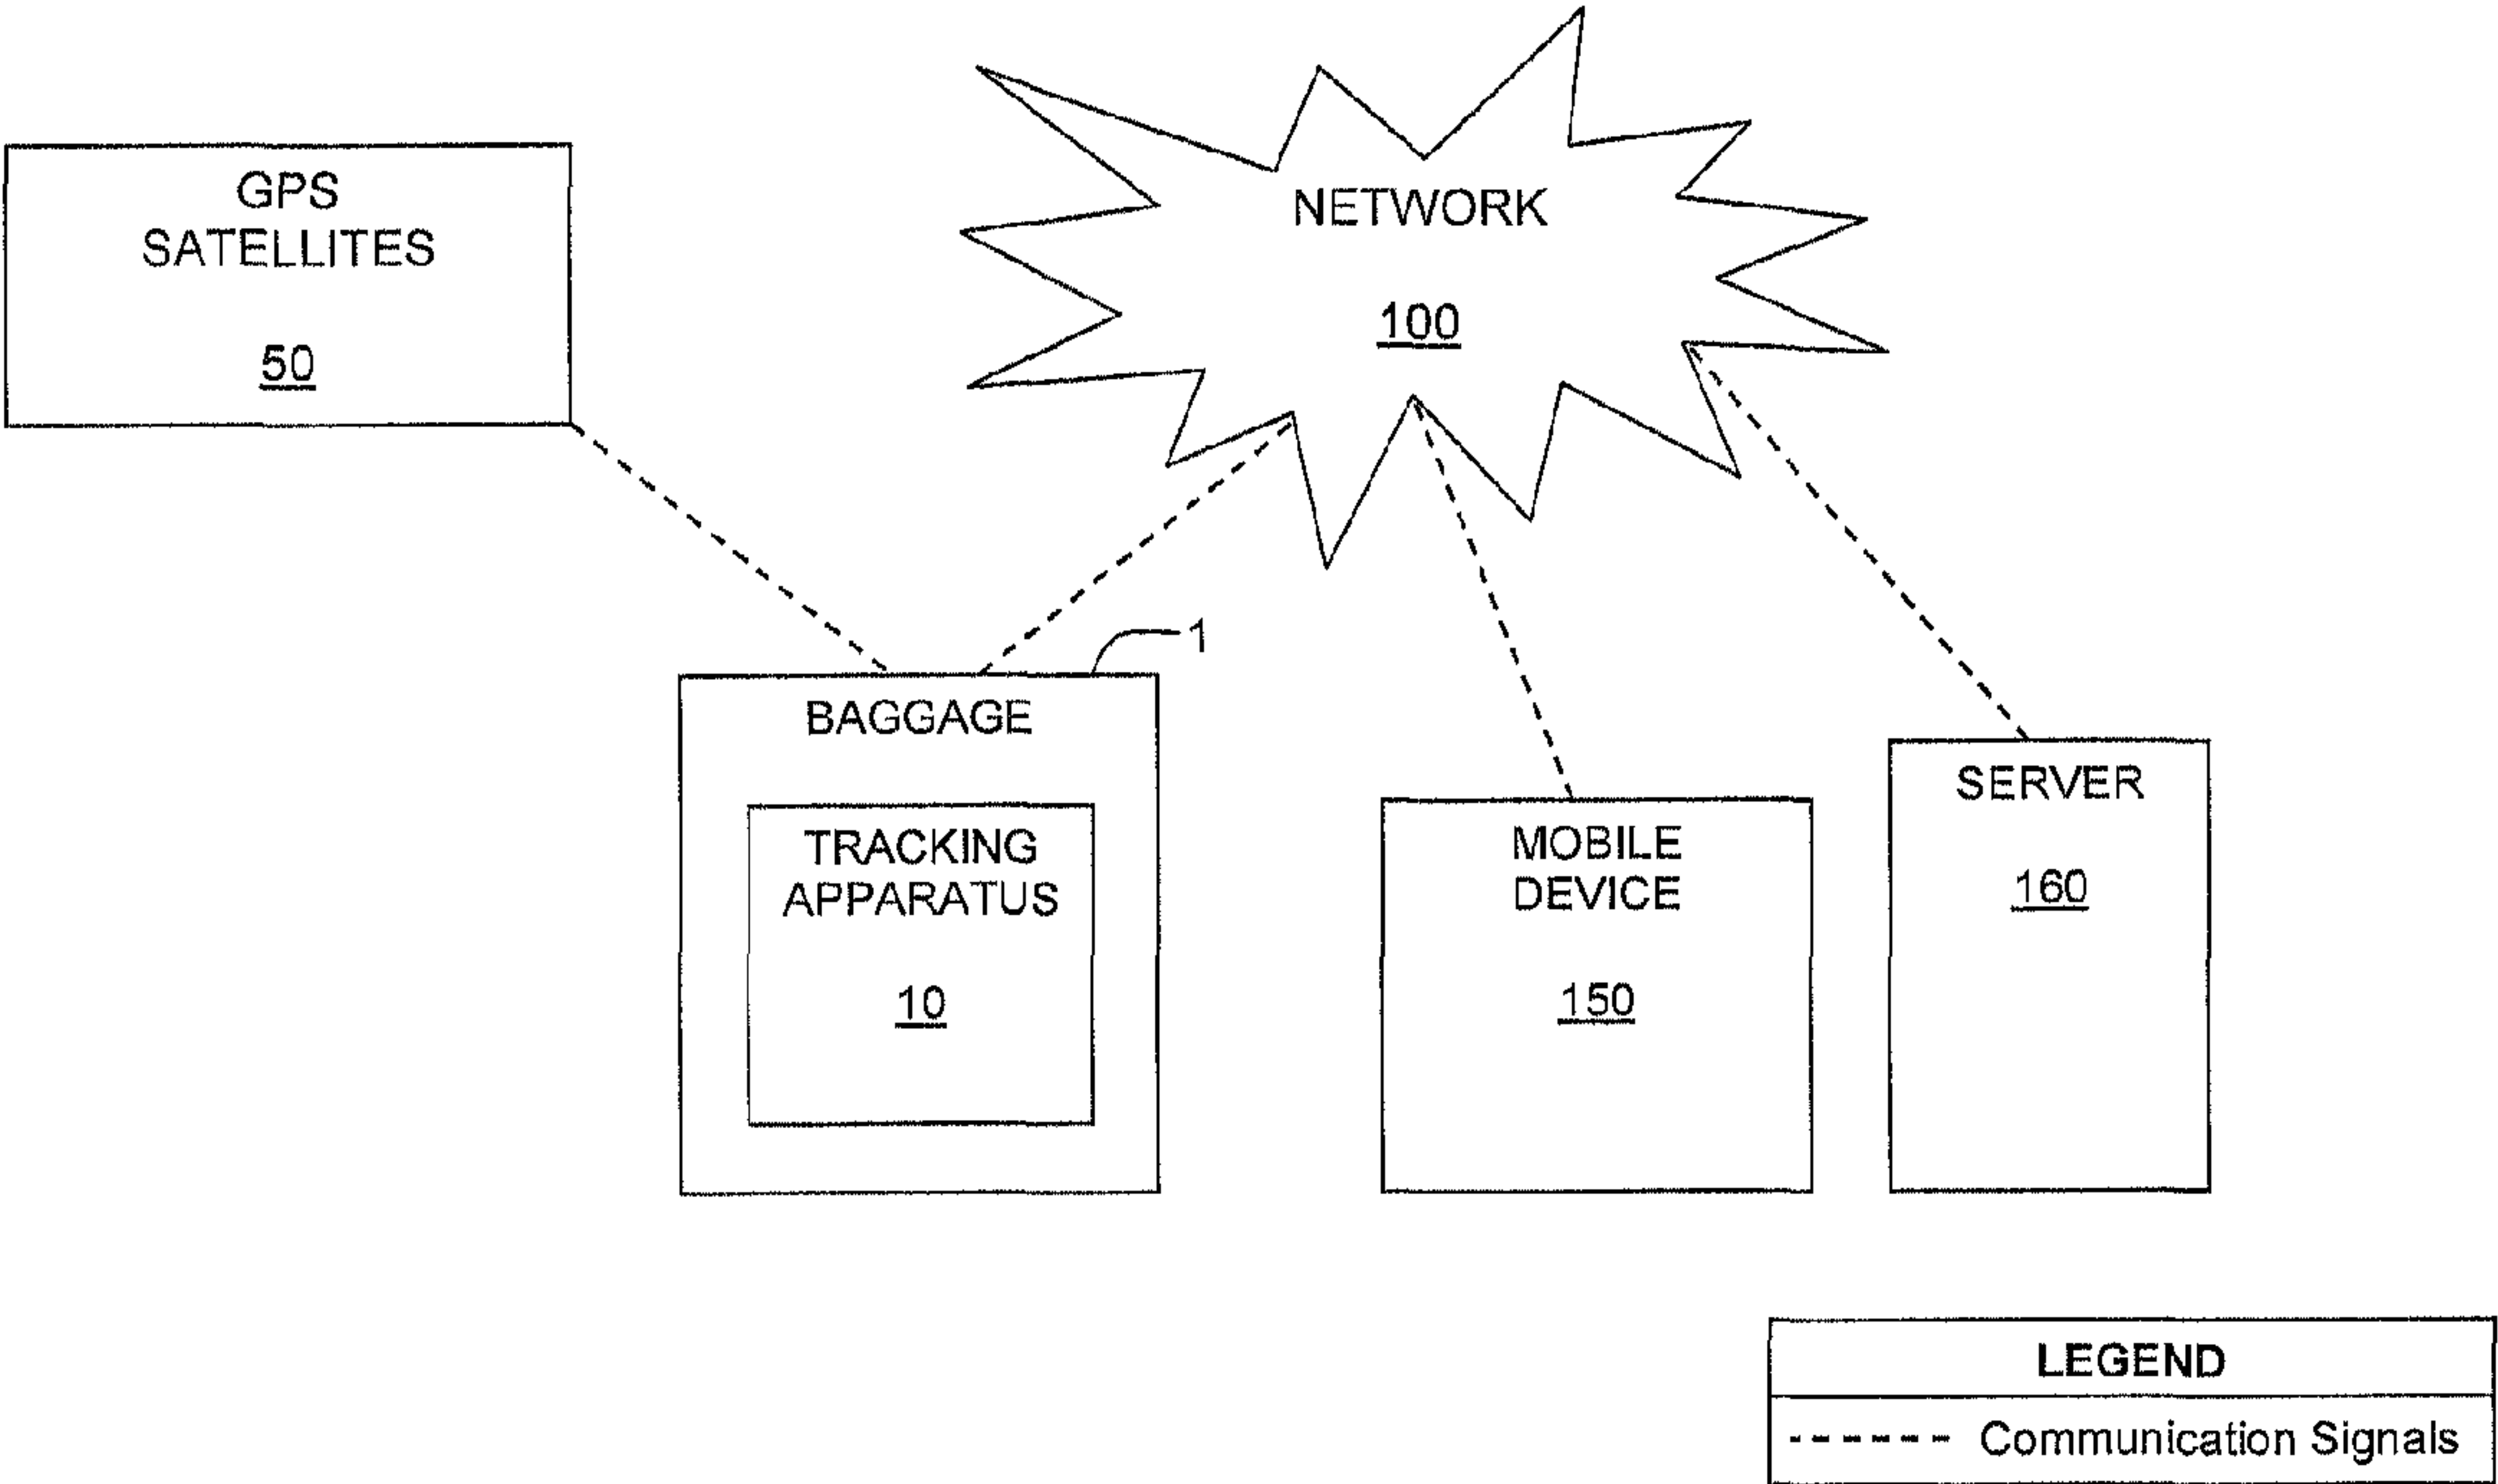 GPS
SATELLITES
50
NETWORK
100
1
BAGGAGE
TRACKING
APPARATUS
10
MOBILE
DEVICE
150
SERVER
160
LEGEND
Communication Signals